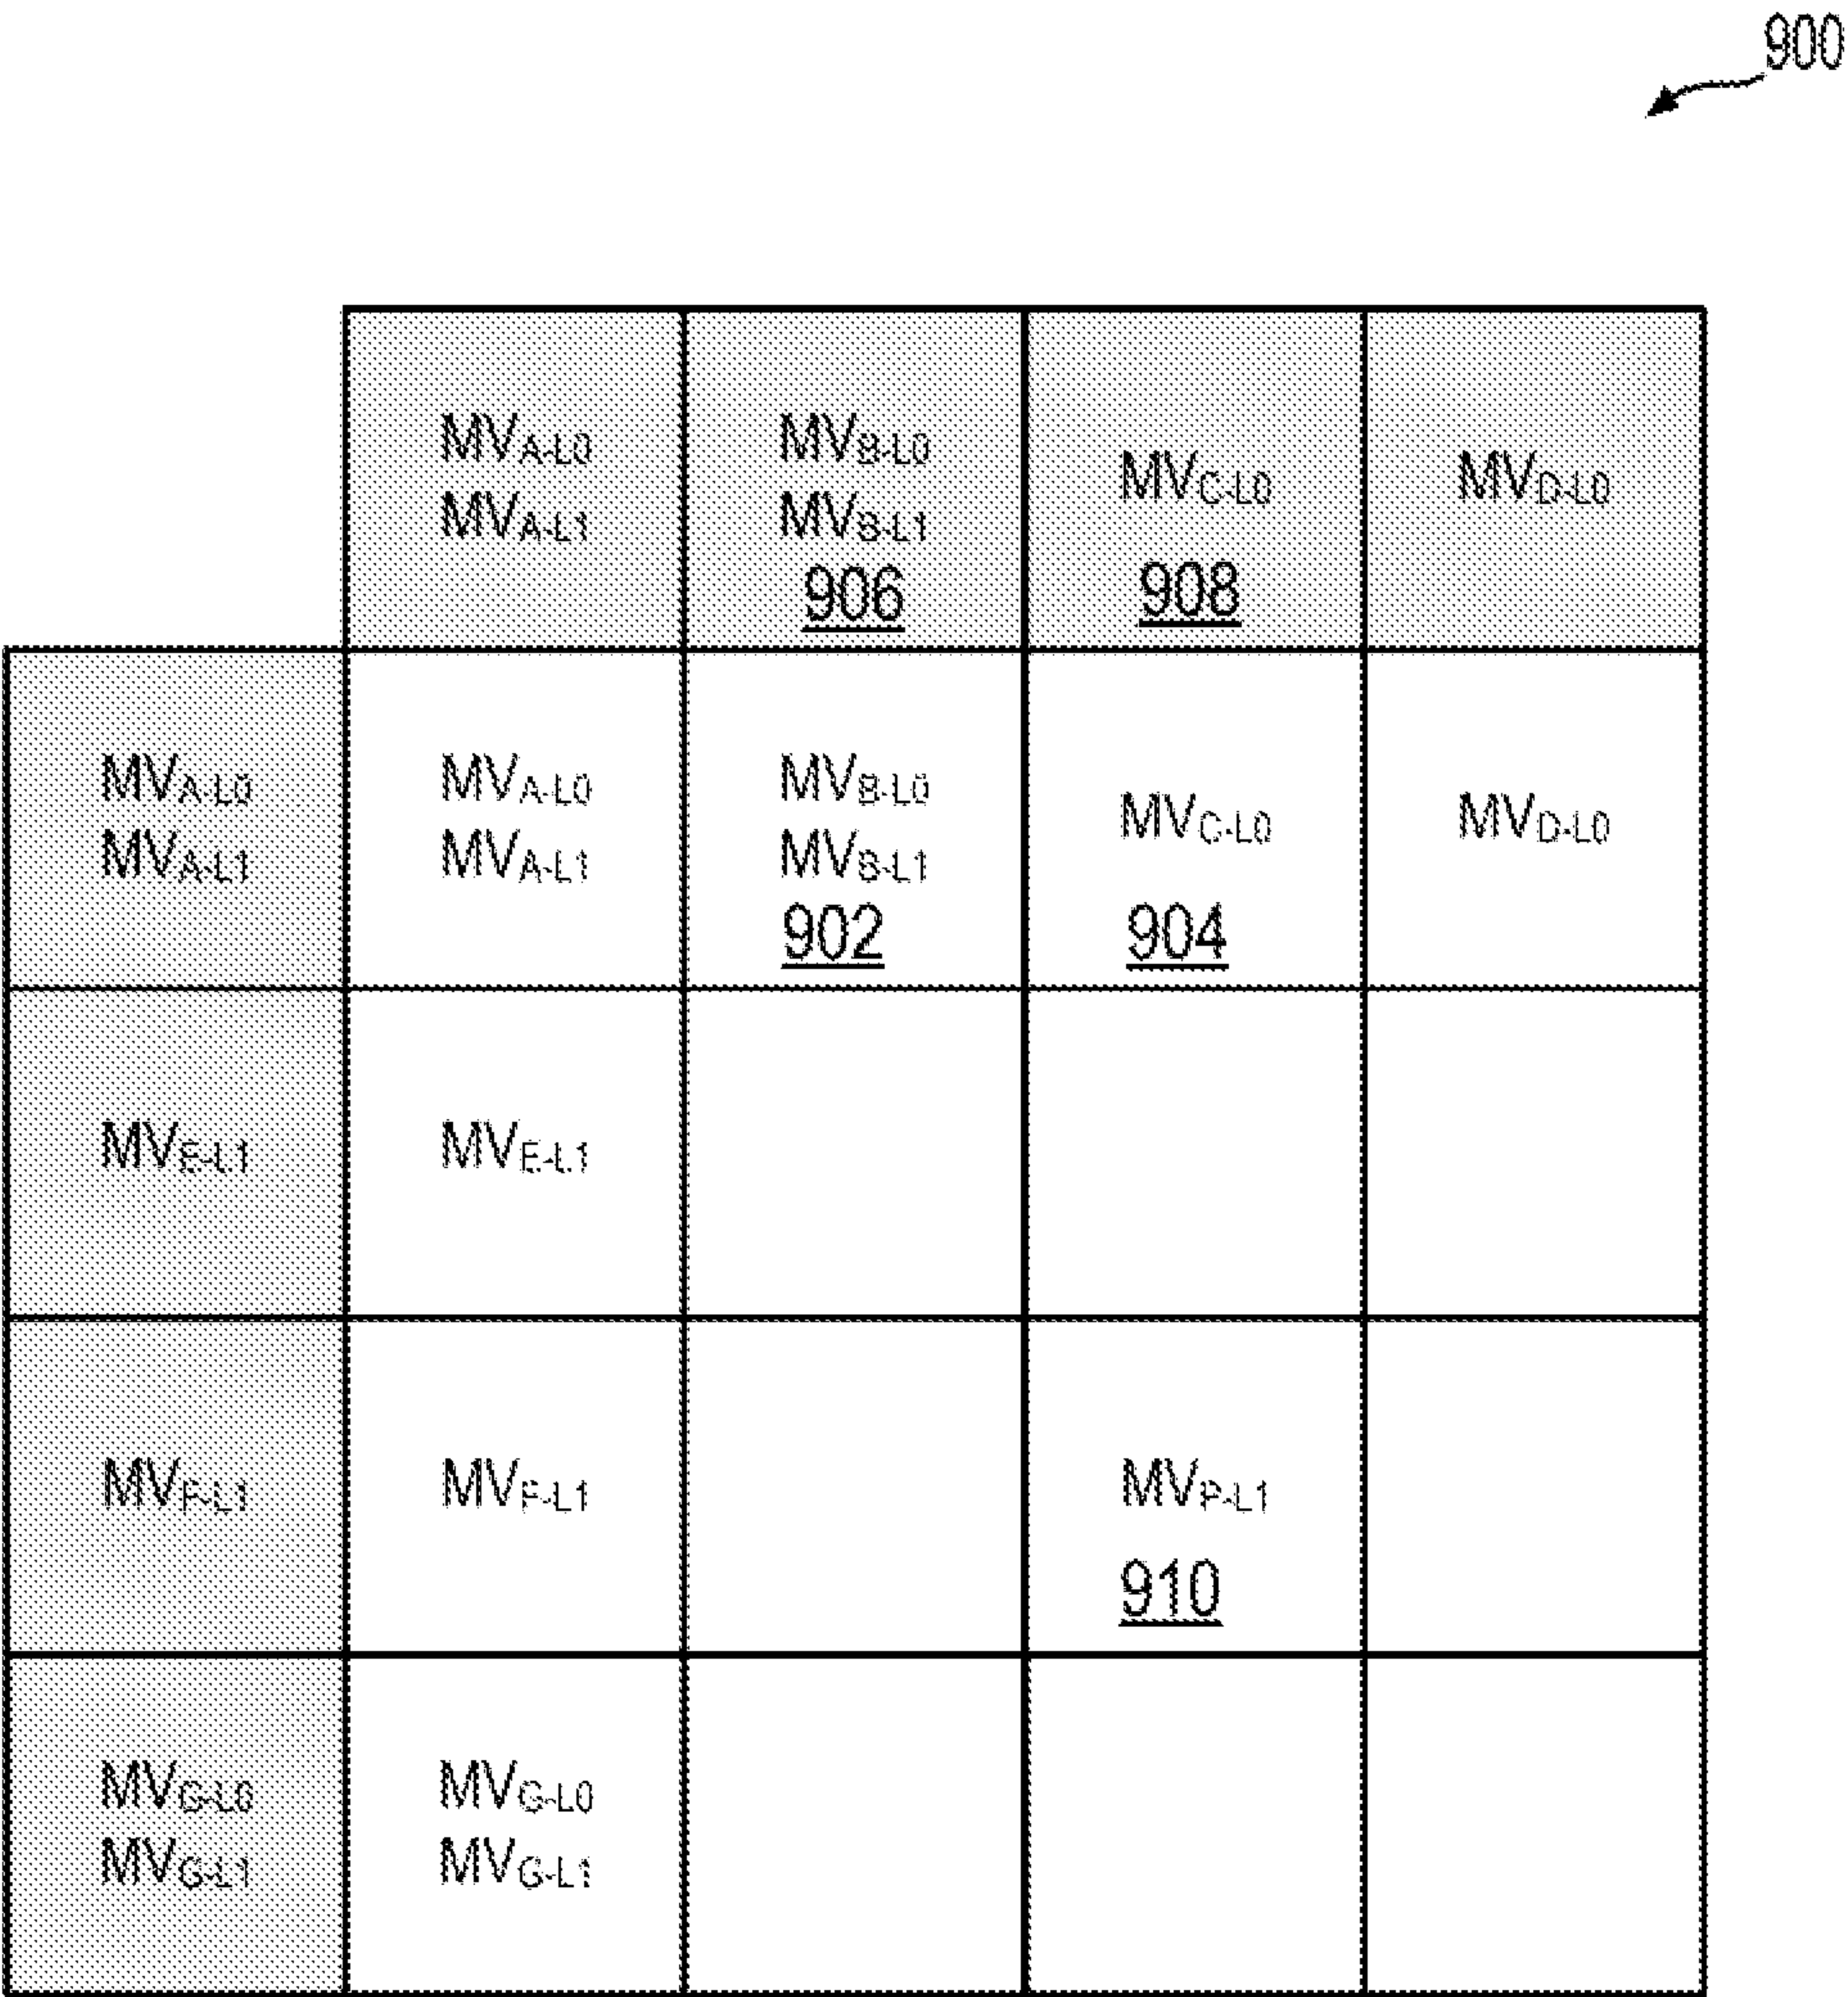 900
MVA-L0 MVB-L0 MVC-L0 MVD-L0
MVA-L1 MVB-L1
906 908
MVA-L0 MVA-L0 MVB-L0 MVC-L0 MVD-L0
MVA-L1 MVA-L1 MVB-L1
902 904
MVE-L1 MVE-L1
MVF-L1 MVF-L1 MVP-L1
910
MVG-L0 MVG-L0
MVG-L1 MVG-L1